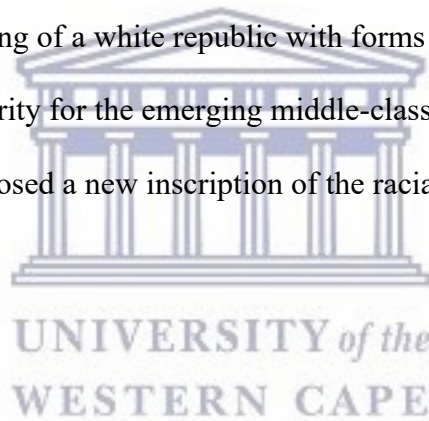 ng of a white republic with forms
rity for the emerging middle-class
osed a new inscription of the racia
UNIVERSITY of the
WESTERN CAPE